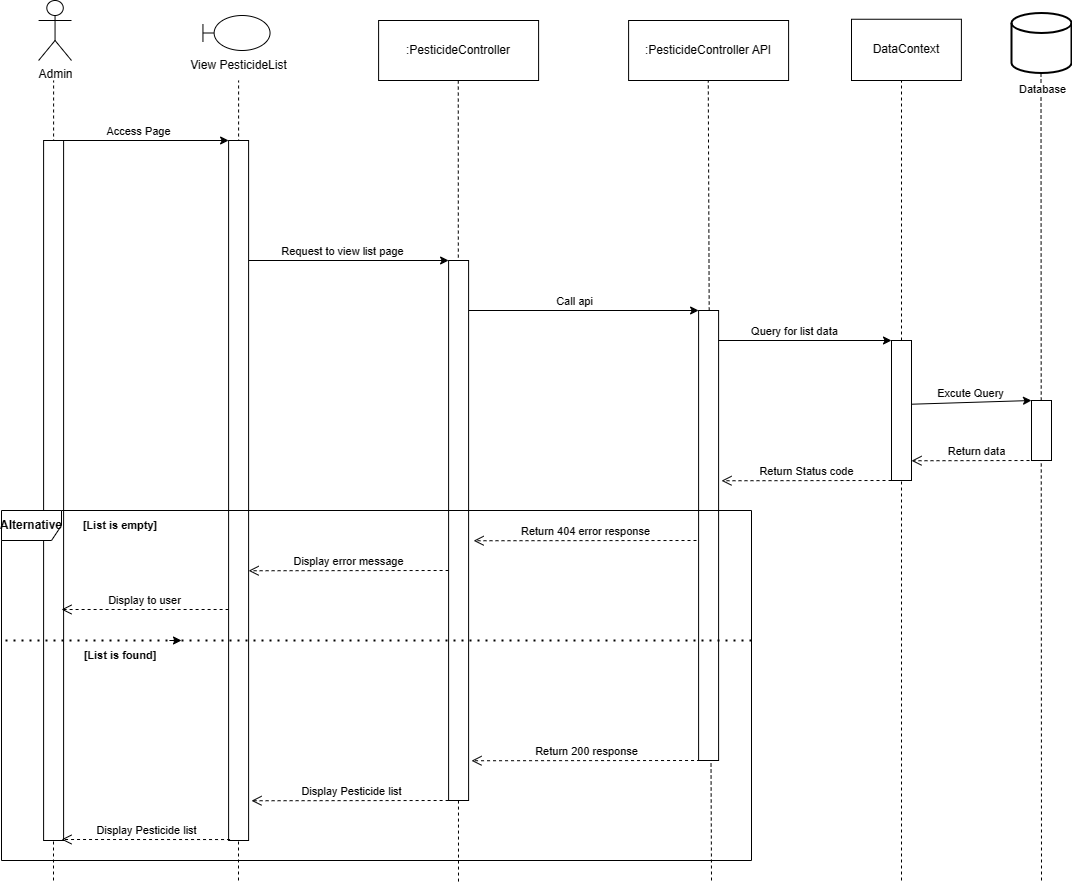 Admin
View PesticideList
:PesticideController
:PesticideController API
DataContext
Database
Access Page
Request to view list page
Call api
Query for list data
Excute Query
Return data
Return Status code
Alternative
[List is empty]
Return 404 error response
Display error message
Display to user
[List is found]
Return 200 response
Display Pesticide list
Display Pesticide list